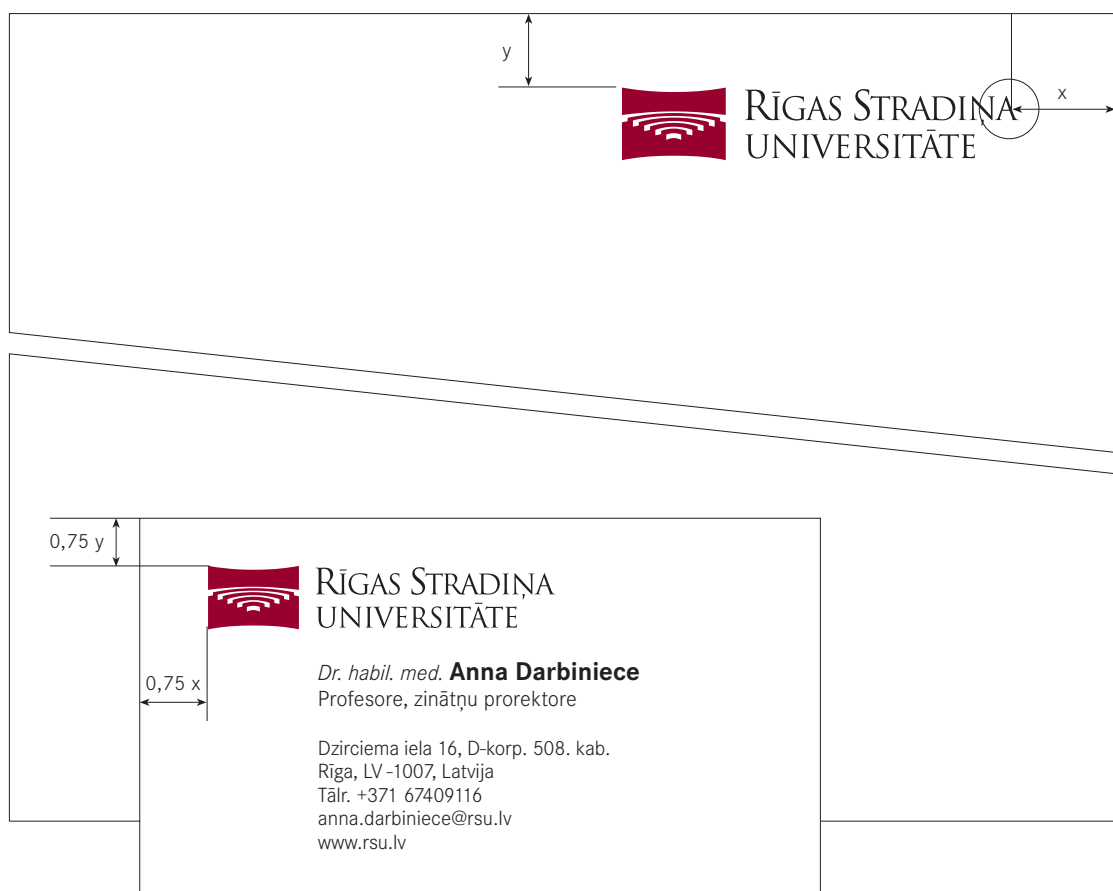 y
x
RĪGAS STRADIŅA
UNIVERSITĀTE
0,75 y
RĪGAS STRADIŅA
UNIVERSITĀTE
0,75 x
Dr. habil. med. Anna Darbiniece
Profesore, zinātņu prorektore
Dzirciema iela 16, D-korp. 508. kab.
Rīga, LV -1007, Latvija
Tālr. +371 67409116
anna.darbiniece@rsu.lv
www.rsu.lv